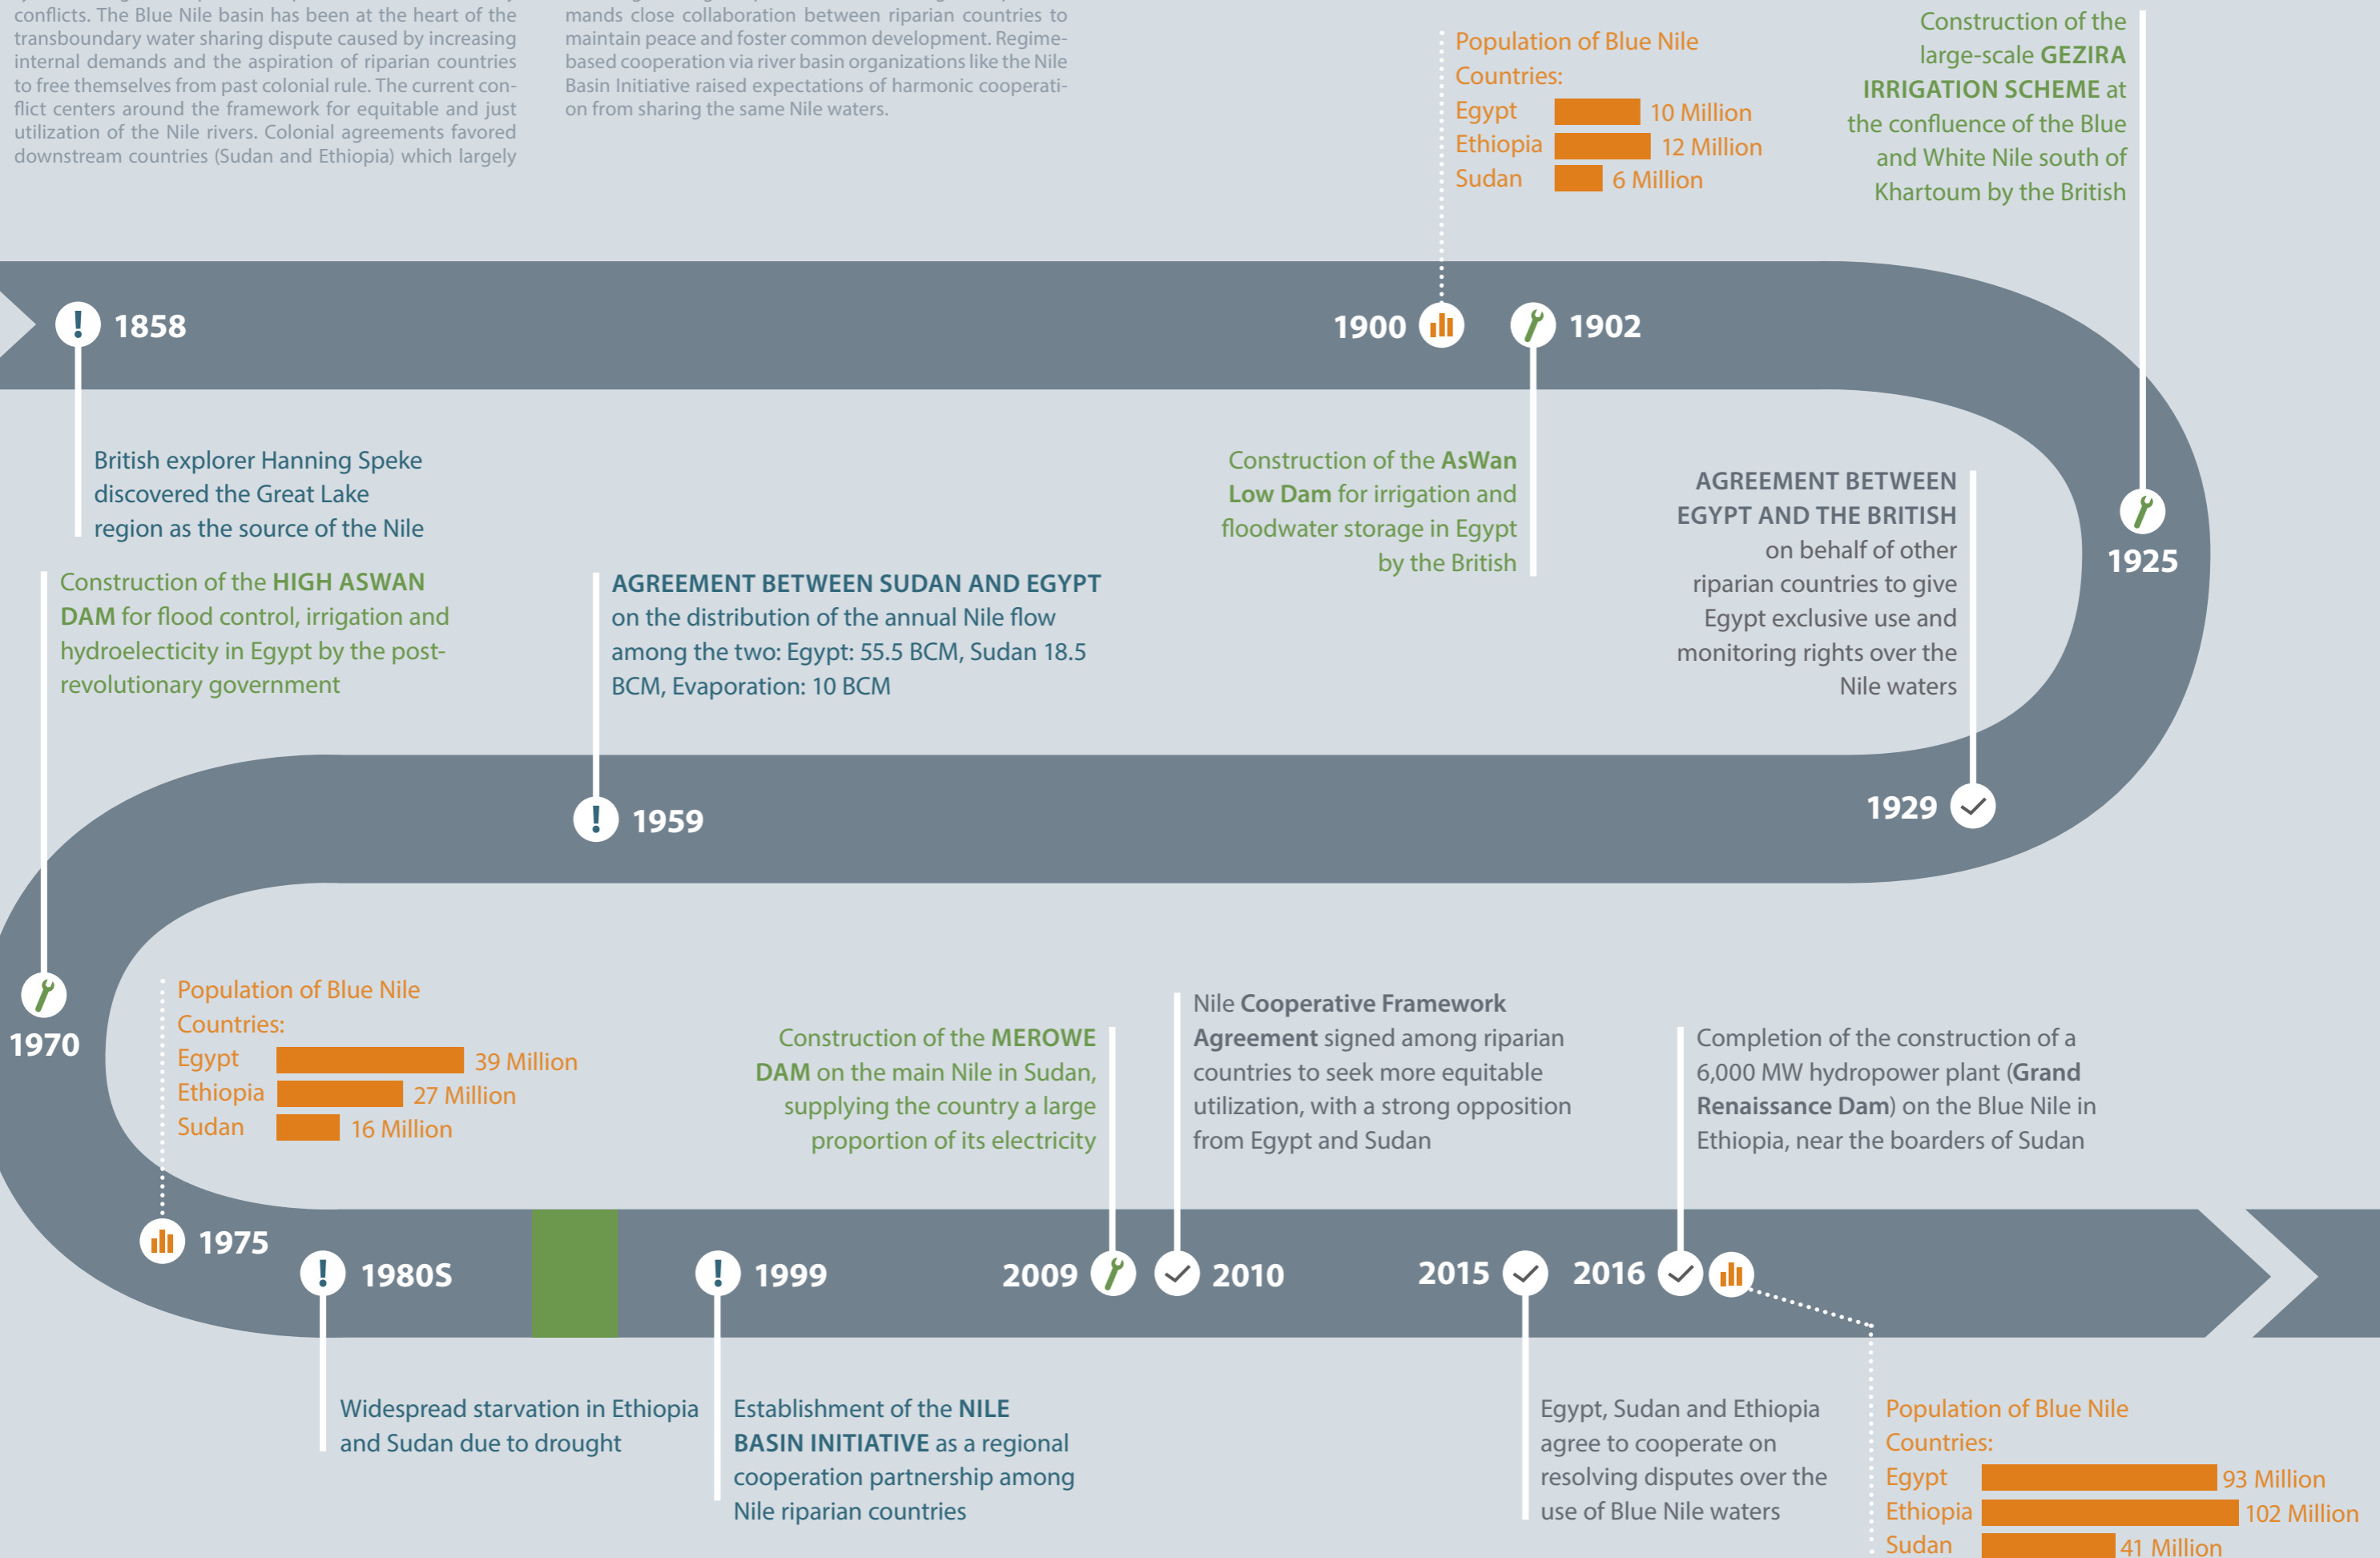 conflicts. The Blue Nile basin has been at the heart of the
transboundary water sharing dispute caused by increasing
internal demands and the aspiration of riparian countries
to free themselves from past colonial rule. The current con-
flict centers around the framework for equitable and just
utilization of the Nile rivers. Colonial agreements favored
downstream countries (Sudan and Ethiopia) which largely
mands close collaboration between riparian countries to
maintain peace and foster common development. Regime-
based cooperation via river basin organizations like the Nile
Basin Initiative raised expectations of harmonic cooperati-
on from sharing the same Nile waters.
Population of Blue Nile
Countries:
Egypt 10 Million
Ethiopia 12 Million
Sudan 6 Million
Construction of the
large-scale GEZIRA
IRRIGATION SCHEME at
the confluence of the Blue
and White Nile south of
Khartoum by the British
1858
1900
1902
British explorer Hanning Speke
discovered the Great Lake
region as the source of the Nile
Construction of the AsWan
Low Dam for irrigation and
floodwater storage in Egypt
by the British
AGREEMENT BETWEEN
EGYPT AND THE BRITISH
on behalf of other
riparian countries to give
Egypt exclusive use and
monitoring rights over the
Nile waters
1925
Construction of the HIGH ASWAN
DAM for flood control, irrigation and
hydroelecticity in Egypt by the post-
revolutionary government
AGREEMENT BETWEEN SUDAN AND EGYPT
on the distribution of the annual Nile flow
among the two: Egypt: 55.5 BCM, Sudan 18.5
BCM, Evaporation: 10 BCM
1959
1929
1970
Population of Blue Nile
Countries:
Egypt 39 Million
Ethiopia 27 Million
Sudan 16 Million
Construction of the MEROWE
DAM on the main Nile in Sudan,
supplying the country a large
proportion of its electricity
Nile Cooperative Framework
Agreement signed among riparian
countries to seek more equitable
utilization, with a strong opposition
from Egypt and Sudan
Completion of the construction of a
6,000 MW hydropower plant (Grand
Renaissance Dam) on the Blue Nile in
Ethiopia, near the boarders of Sudan
1975
1980S
1999
2009
2010
2015
2016
Widespread starvation in Ethiopia
and Sudan due to drought
Establishment of the NILE
BASIN INITIATIVE as a regional
cooperation partnership among
Nile riparian countries
Egypt, Sudan and Ethiopia
agree to cooperate on
resolving disputes over the
use of Blue Nile waters
Population of Blue Nile
Countries:
Egypt 93 Million
Ethiopia 102 Million
Sudan 41 Million